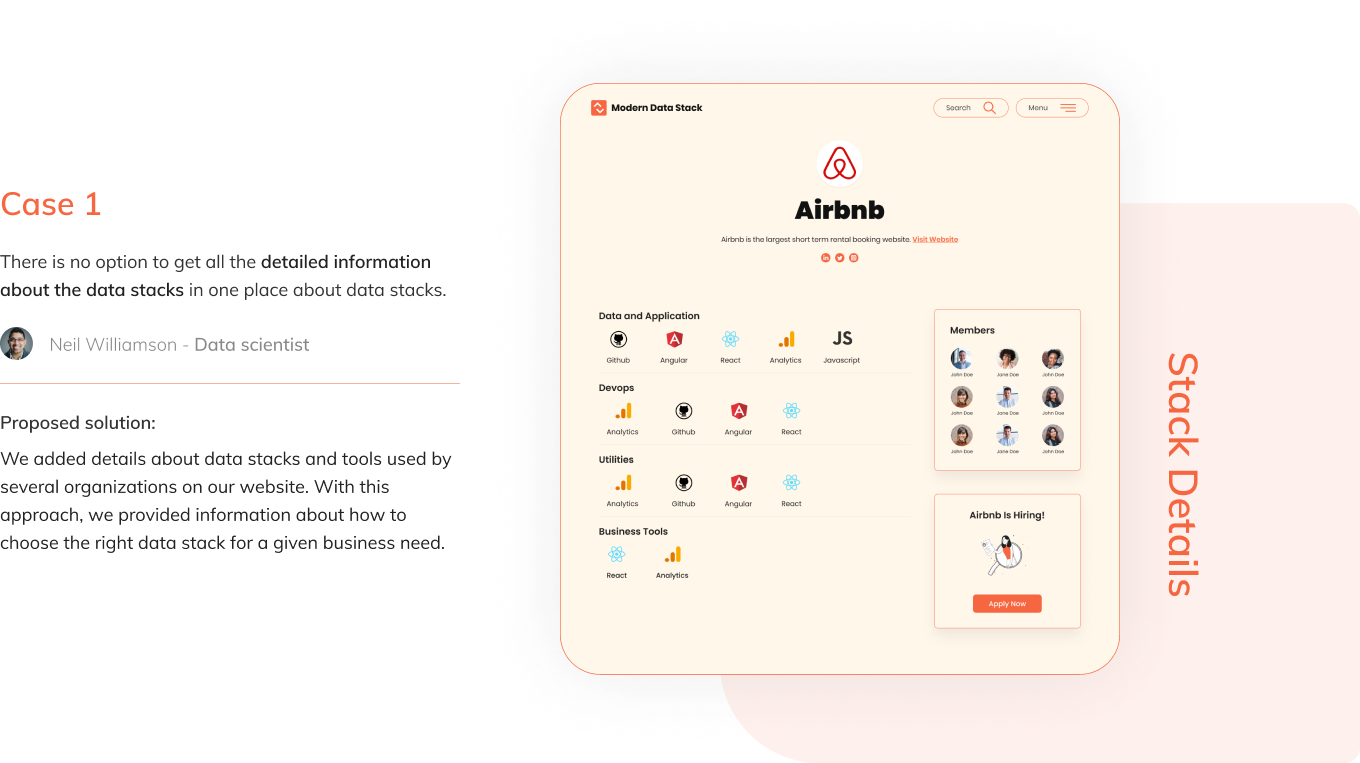 Case 1
There is no option to get all the detailed information
about the data stacks in one place about data stacks.
Neil Williamson - Data scientist
Proposed solution:
We added details about data stacks and tools used by
several organizations on our website. With this
approach, we provided information about how to
choose the right data stack for a given business need.
Modern Data Stack
Search
Menu
Airbnb
Airbnb is the largest short term rental booking website. Visit Website
in
Data and Application
Github Angular React Analytics JS Javascript
Devops
Analytics Github Angular React
Utilities
Analytics Github Angular React
Business Tools
React Analytics
Members
John Doe Jane Doe John Doe
John Doe Jane Doe John Doe
John Doe Jane Doe John Doe
Airbnb Is Hiring!
Apply Now
Stack Details